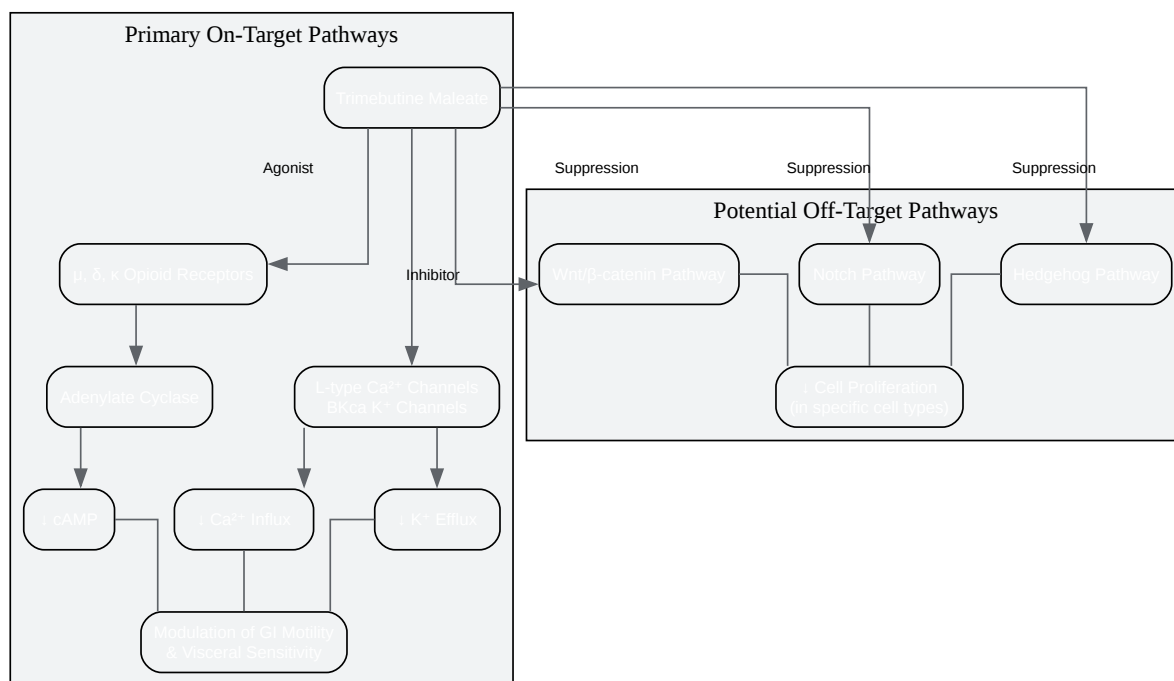 Primary On-Target Pathways
Trimebutine Maleate
Agonist
Suppression
Suppression
Suppression
Potential Off-Target Pathways
μ, δ, κ Opioid Receptors
Inhibitor
Wnt/β-catenin Pathway
Notch Pathway
Hedgehog Pathway
Adenylate Cyclase
L-type Ca²⁺ Channels
BKca K⁺ Channels
↓ Cell Proliferation
(in specific cell types)
↓ cAMP
↓ Ca²⁺ Influx
↓ K⁺ Efflux
Modulation of GI Motility
& Visceral Sensitivity